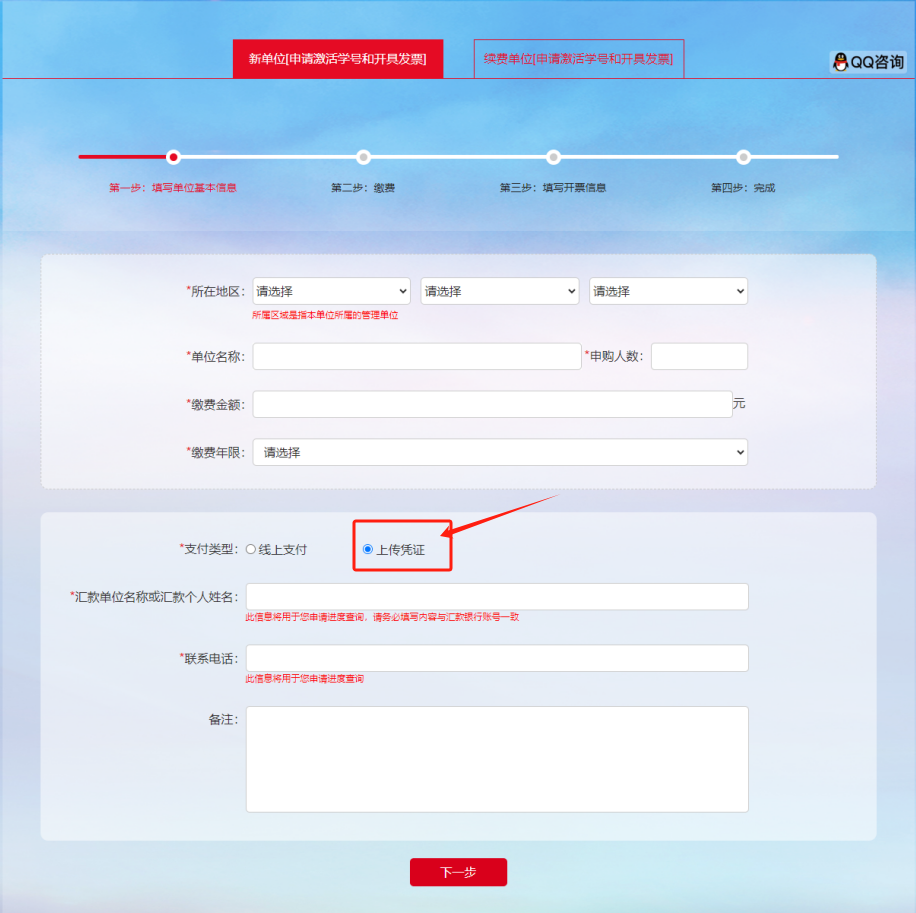 新单位[申请激活学号和开具发票]
续费单位[申请激活学号和开具发票]
QQ咨询
第一步：填写单位基本信息
第二步：缴费
第三步：填写开票信息
第四步：完成
*所在地区： 请选择 请选择 请选择
所属区域是指本单位所属的管理单位
*单位名称： *申购人数：
*缴费金额： 元
*缴费年限： 请选择
*支付类型： 线上支付 上传凭证
*汇款单位名称或汇款个人姓名：
此信息将用于您申请进度查询，请务必填写内容与汇款银行账号一致
*联系电话：
此信息将用于您申请进度查询
备注：
下一步